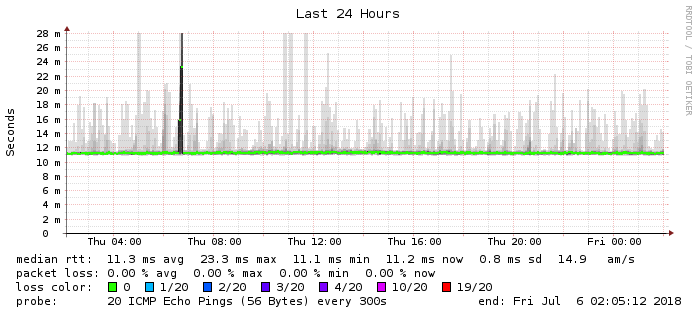 Last 24 Hours
RRDTOOL / TOBI OETIKER
Seconds
28 m
26 m
24 m
22 m
20 m
18 m
16 m
14 m
12 m
10 m
8 m
6 m
4 m
2 m
0
Thu 04:00 Thu 08:00 Thu 12:00 Thu 16:00 Thu 20:00 Fri 00:00
median rtt: 11.3 ms avg 23.3 ms max 11.1 ms min 11.2 ms now 0.8 ms sd 14.9 am/s
packet loss: 0.00 % avg 0.00 % max 0.00 % min 0.00 % now
loss color: 0 1/20 2/20 3/20 4/20 10/20 19/20
probe: 20 ICMP Echo Pings (56 Bytes) every 300s end: Fri Jul 6 02:05:12 2018